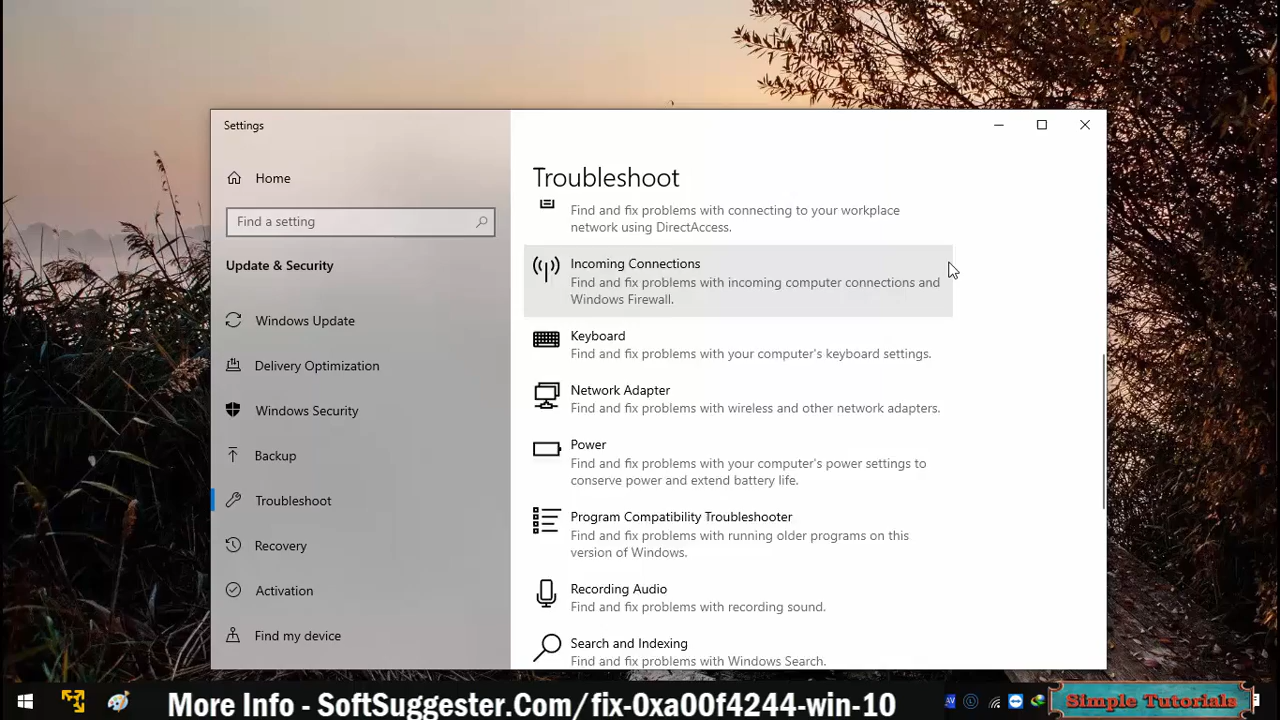 Settings
Home
Find a setting
Update & Security
Windows Update
Delivery Optimization
Windows Security
Backup
Troubleshoot
Recovery
Activation
Find my device
Troubleshoot
Find and fix problems with connecting to your workplace
network using DirectAccess.
Incoming Connections
Find and fix problems with incoming computer connections and
Windows Firewall.
Keyboard
Find and fix problems with your computer's keyboard settings.
Network Adapter
Find and fix problems with wireless and other network adapters.
Power
Find and fix problems with your computer's power settings to
conserve power and extend battery life.
Program Compatibility Troubleshooter
Find and fix problems with running older programs on this
version of Windows.
Recording Audio
Find and fix problems with recording sound.
Search and Indexing
Find and fix problems with Windows Search.
More Info - SoftSuggester.Com/fix-0xa00f4244-win-10
AV
Simple Tutorials